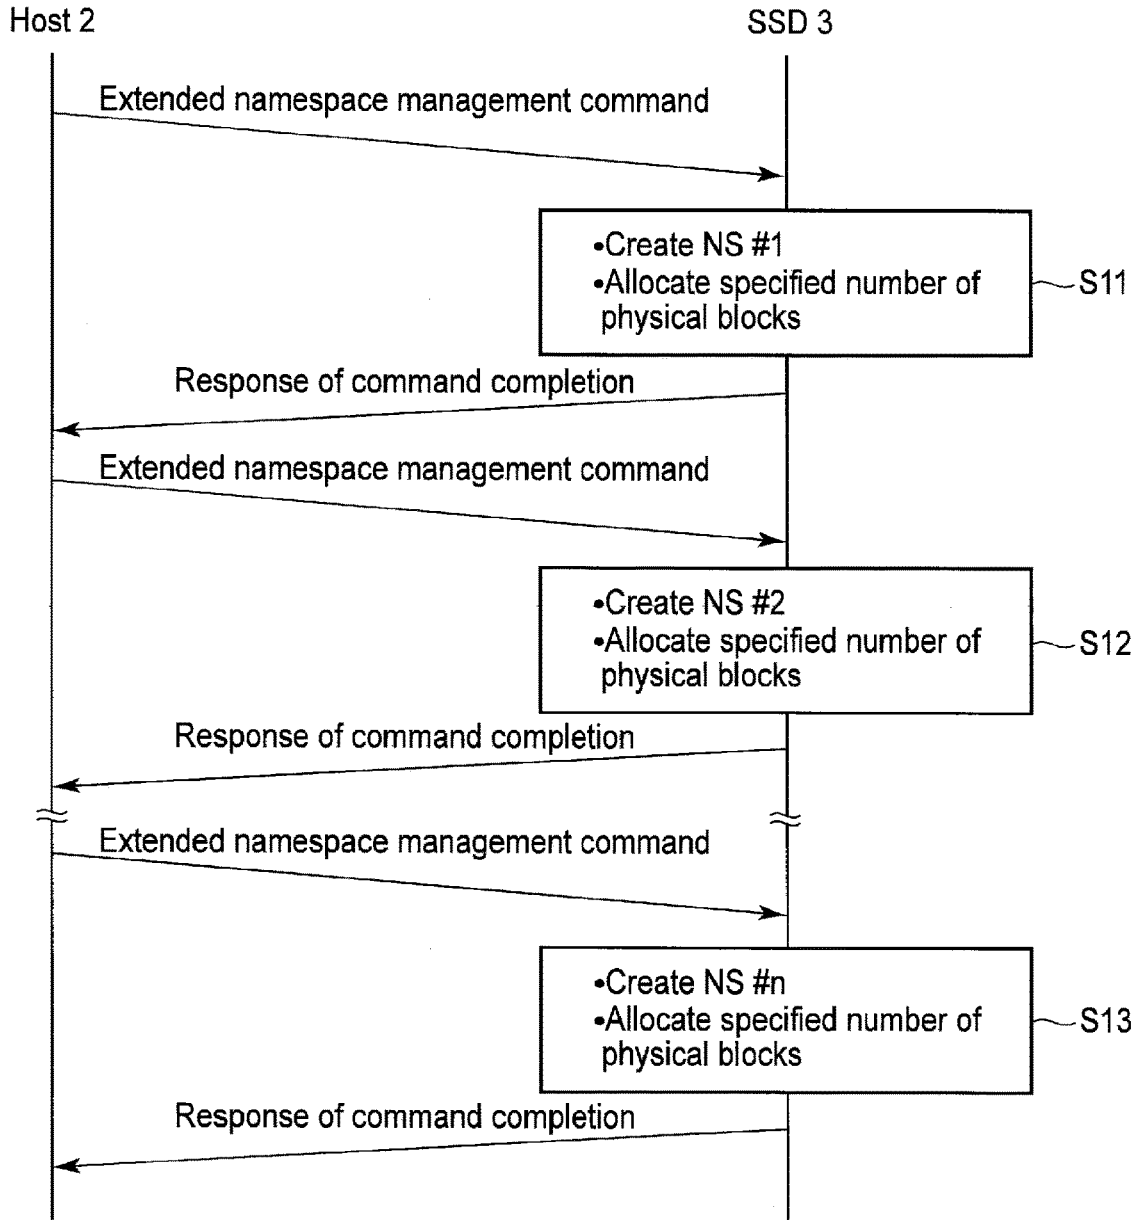 Host 2
SSD 3
Extended namespace management command
•Create NS #1
•Allocate specified number of
physical blocks
S11
Response of command completion
Extended namespace management command
•Create NS #2
•Allocate specified number of
physical blocks
S12
Response of command completion
Extended namespace management command
•Create NS #n
•Allocate specified number of
physical blocks
S13
Response of command completion